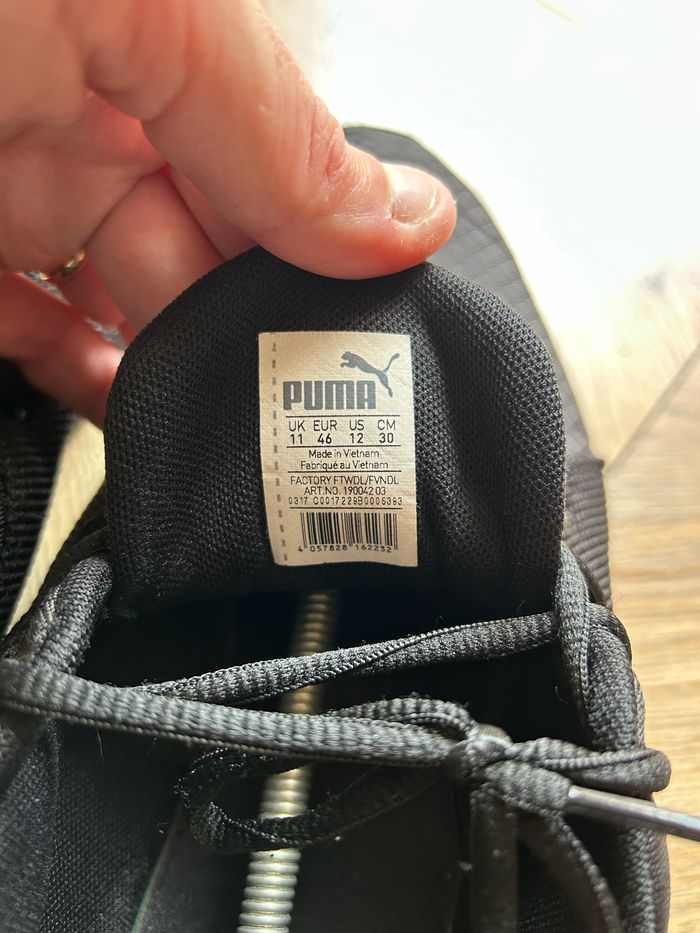 PUMA
UK EUR US CM
11 46 12 30
Made in Vietnam
Fabriqué au Vietnam
FACTORY FTWDL/FVNDL
ART.NO. 190042 03
0317 C0017229B0005393
4 057828 162232